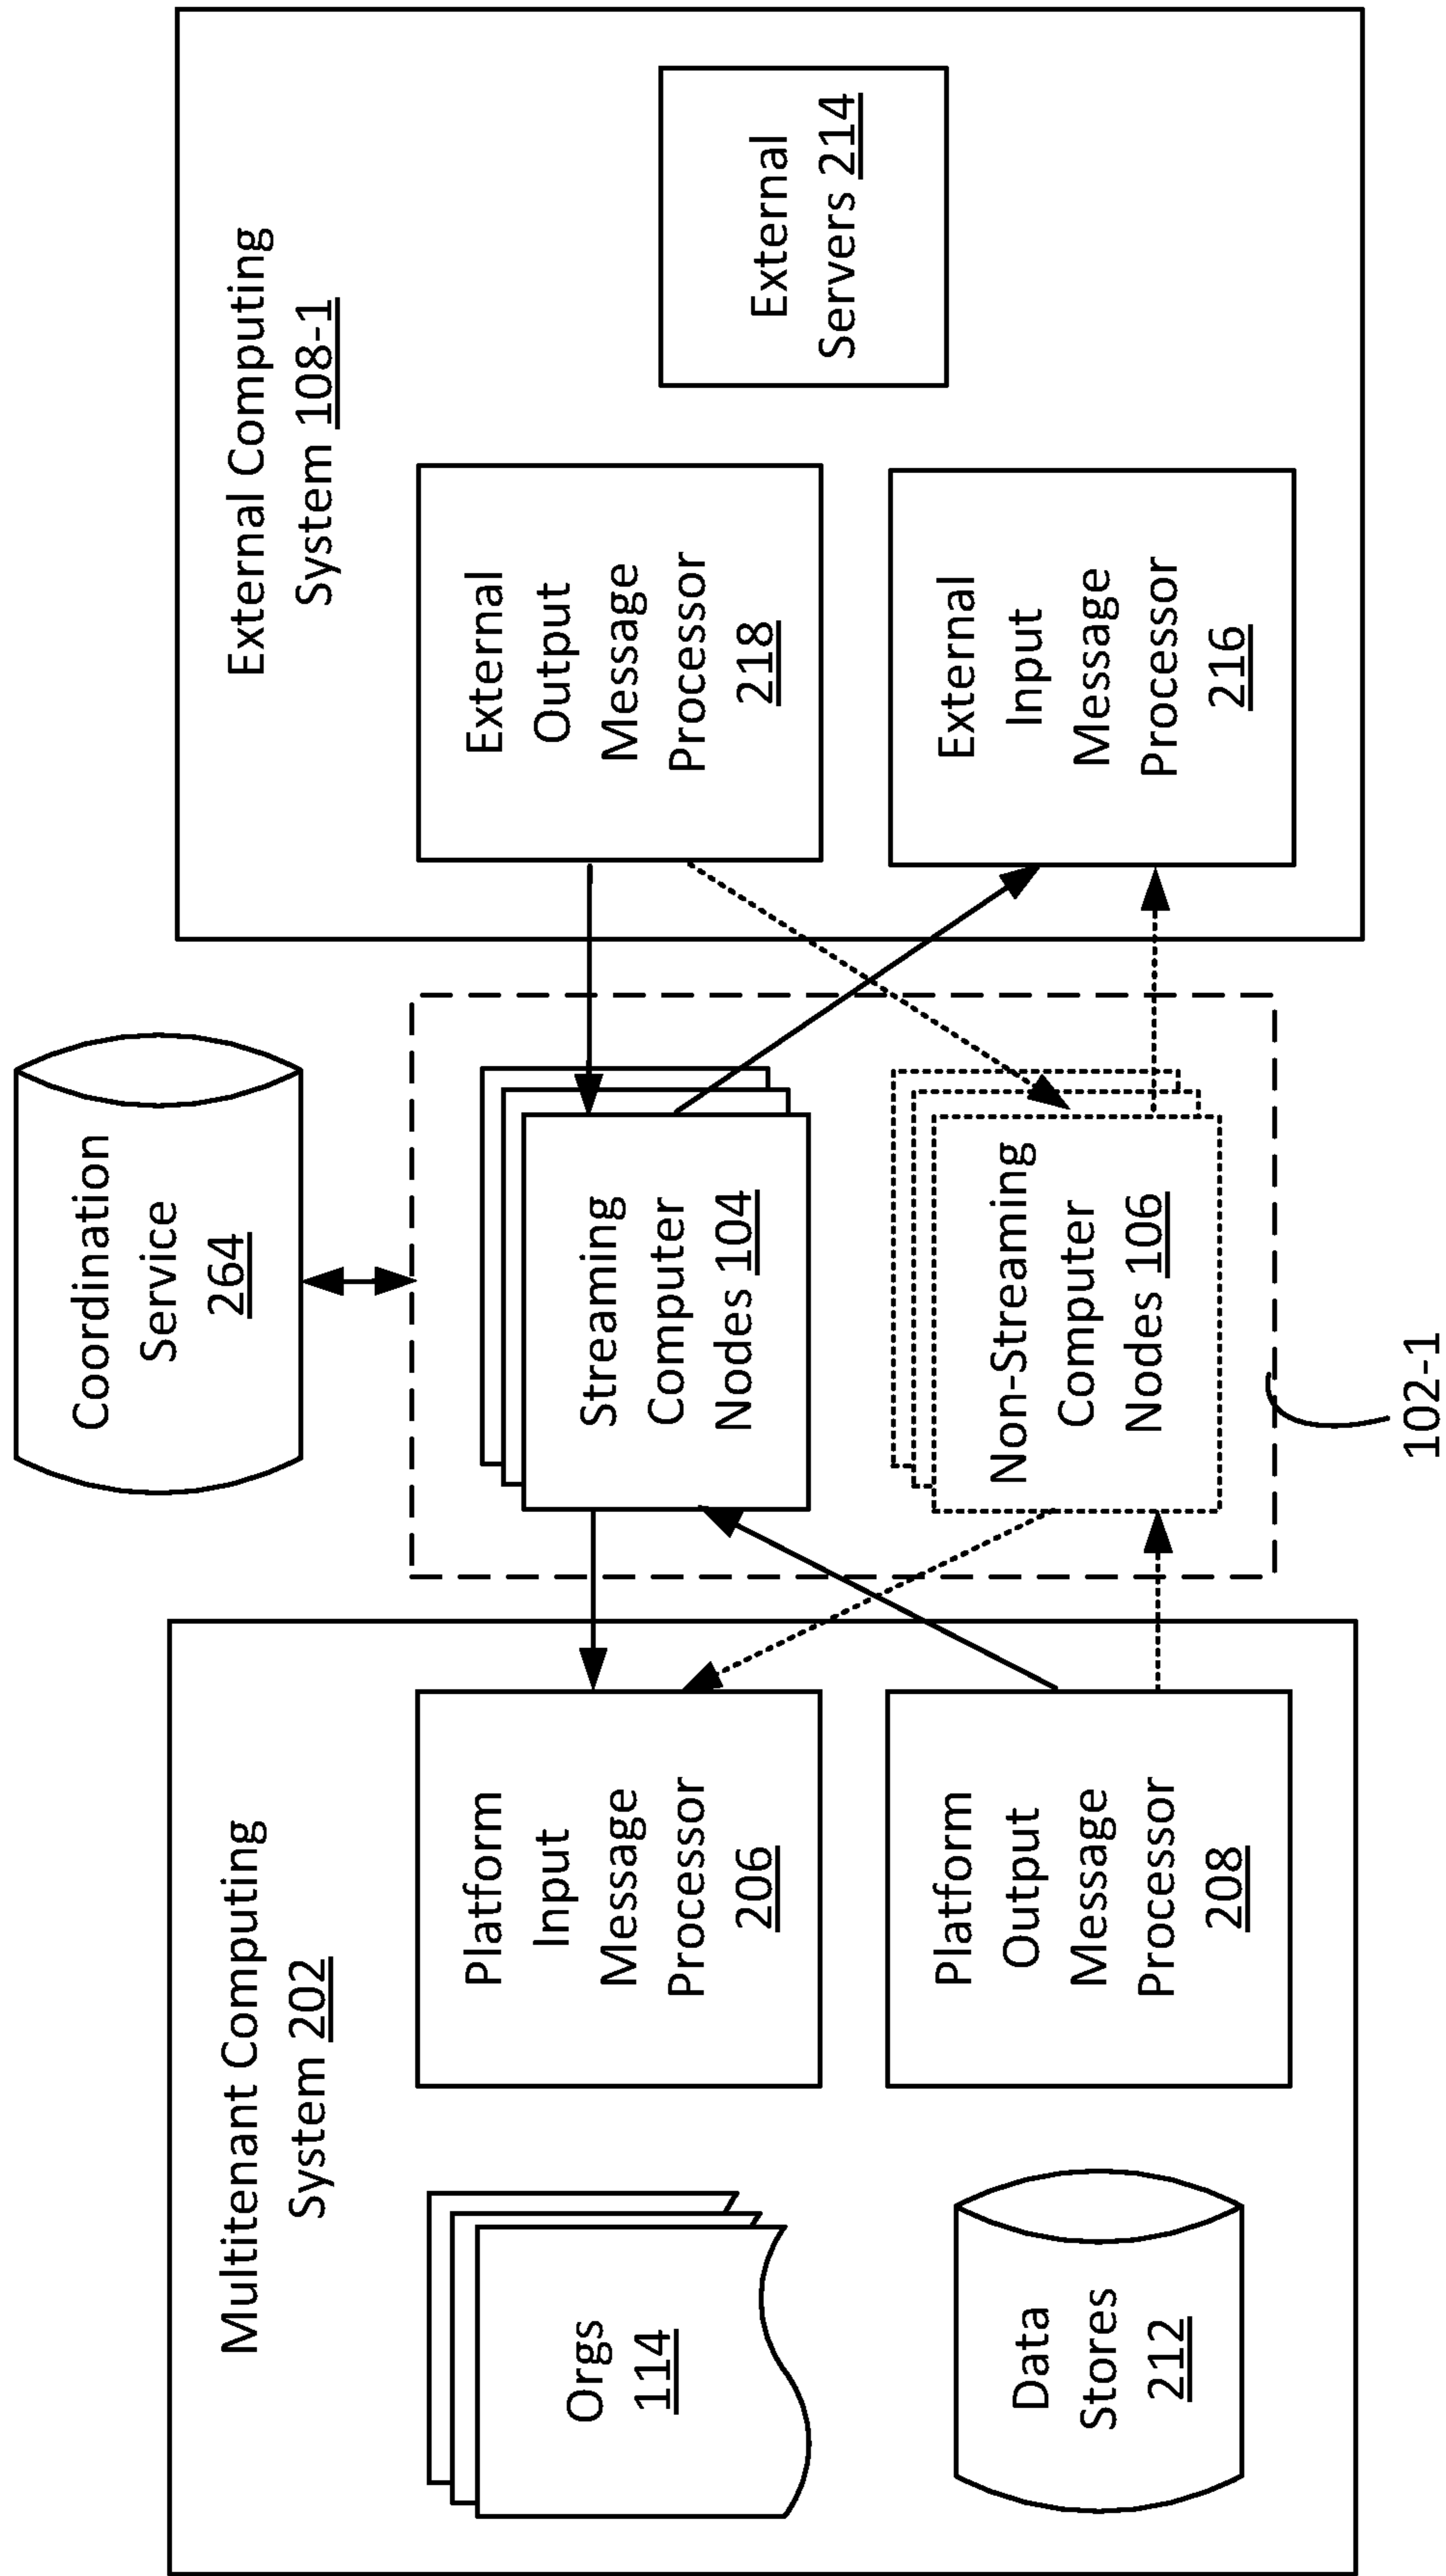 Multitenant Computing
System 202
Orgs
114
Data
Stores
212
Platform
Input
Message
Processor
206
Platform
Output
Message
Processor
208
Coordination
Service
264
Streaming
Computer
Nodes 104
Non-Streaming
Computer
Nodes 106
102-1
External Computing
System 108-1
External
Output
Message
Processor
218
External
Input
Message
Processor
216
External
Servers 214